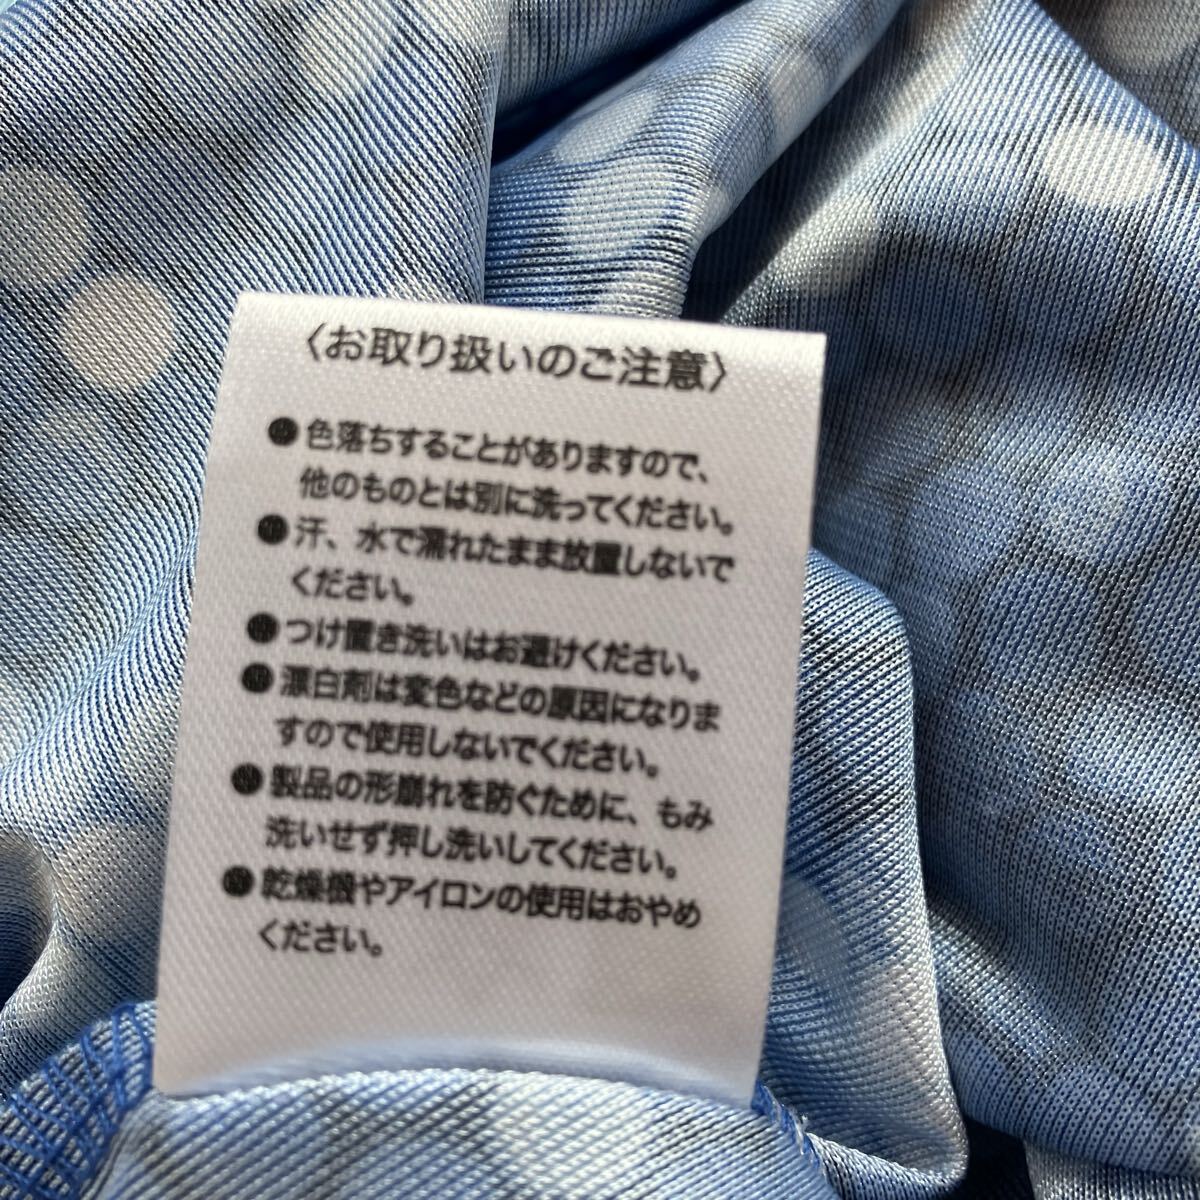 〈お取り扱いのご注意〉
●色落ちすることがありますので、
他のものとは別に洗ってください。
●汗、水で濡れたまま放置しないで
ください。
●つけ置き洗いはお避けください。
●漂白剤は変色などの原因になりま
すので使用しないでください。
●製品の形崩れを防ぐために、もみ
洗いせず押し洗いしてください。
●乾燥機やアイロンの使用はおやめ
ください。